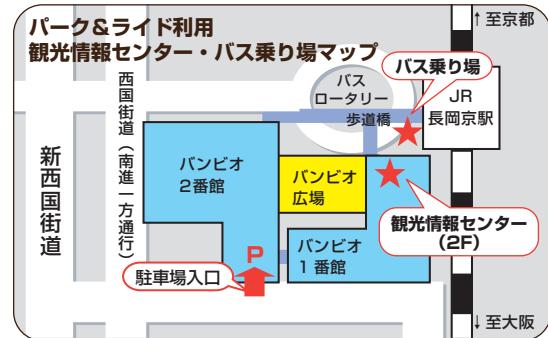 パーク＆ライド利用
観光情報センター・バス乗り場マップ
↑至京都
バス乗り場
バス
ロータリー
歩道橋
JR
長岡京駅
西国街道（南進一方通行）
新西国街道
バンビオ
2番館
バンビオ
広場
観光情報センター
（2F）
バンビオ
1番館
P
駐車場入口
↓至大阪